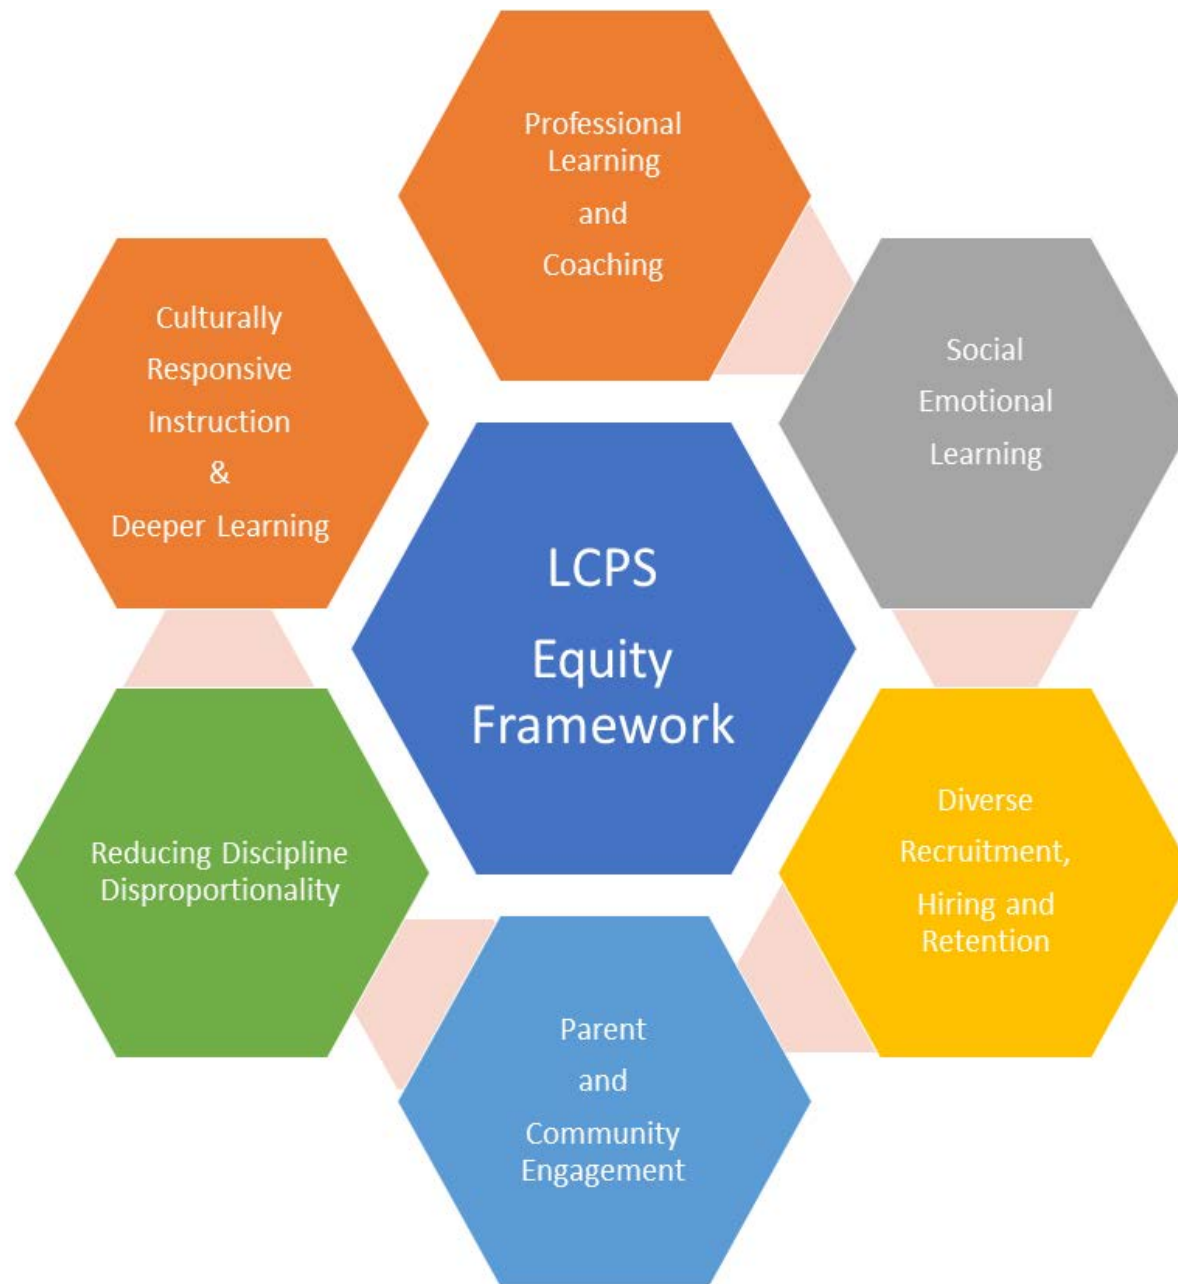 Professional
Learning
and
Coaching
Culturally
Responsive
Instruction
&
Deeper Learning
Social
Emotional
Learning
LCPS
Equity
Framework
Reducing Discipline
Disproportionality
Diverse
Recruitment,
Hiring and
Retention
Parent
and
Community
Engagement